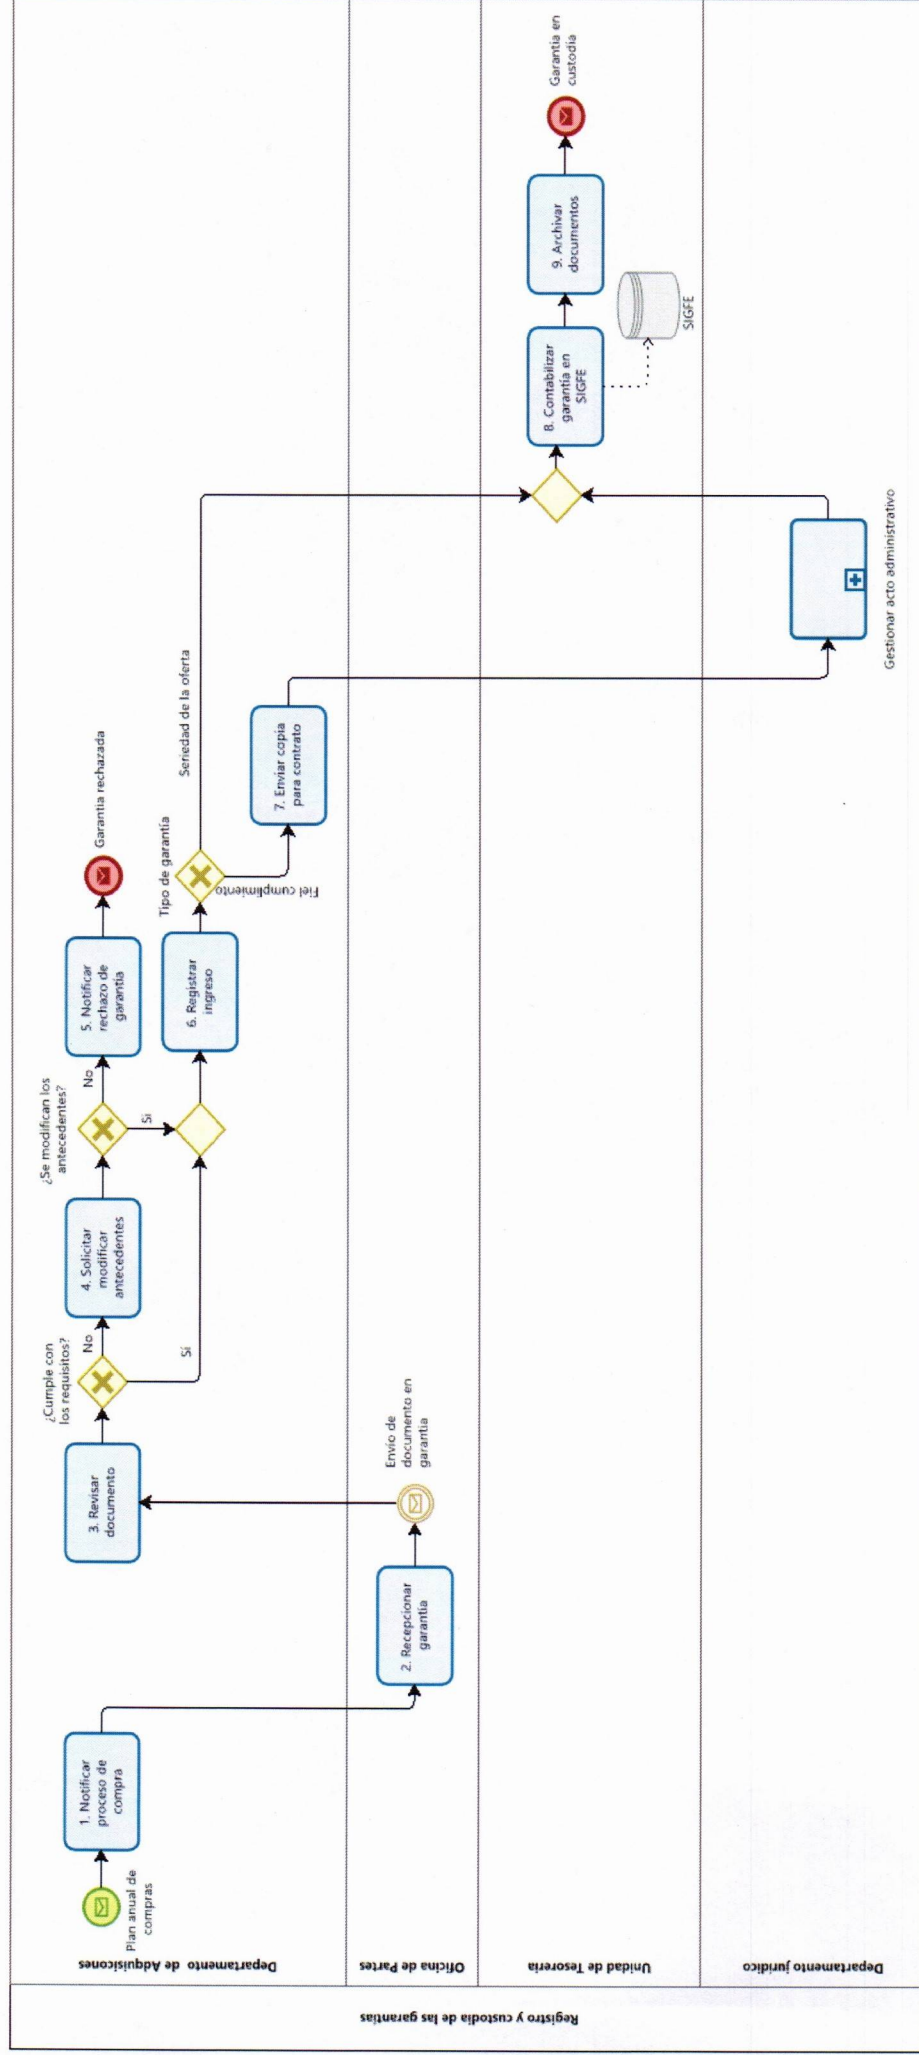 Registro y custodia de las garantías
Departamento de Adquisicones
Oficina de Partes
Unidad de Tesorería
Departamento jurídico
Plan anual de
compras
1. Notificar
proceso de
compra
2. Recepcionar
garantía
Envío de
documento en
garantía
3. Revisar
documento
¿Cumple con
los requisitos?
No
Sí
4. Solicitar
modificar
antecedentes
¿Se modifican los
antecedentes?
No
Sí
5. Notificar
rechazo de
garantía
Garantía rechazada
6. Registrar
ingreso
Tipo de garantía
Seriedad de la oferta
Fiel cumplimiento
7. Enviar copia
para contrato
Gestionar acto administrativo
8. Contabilizar
garantía en
SIGFE
SIGFE
9. Archivar
documentos
Garantía en
custodia